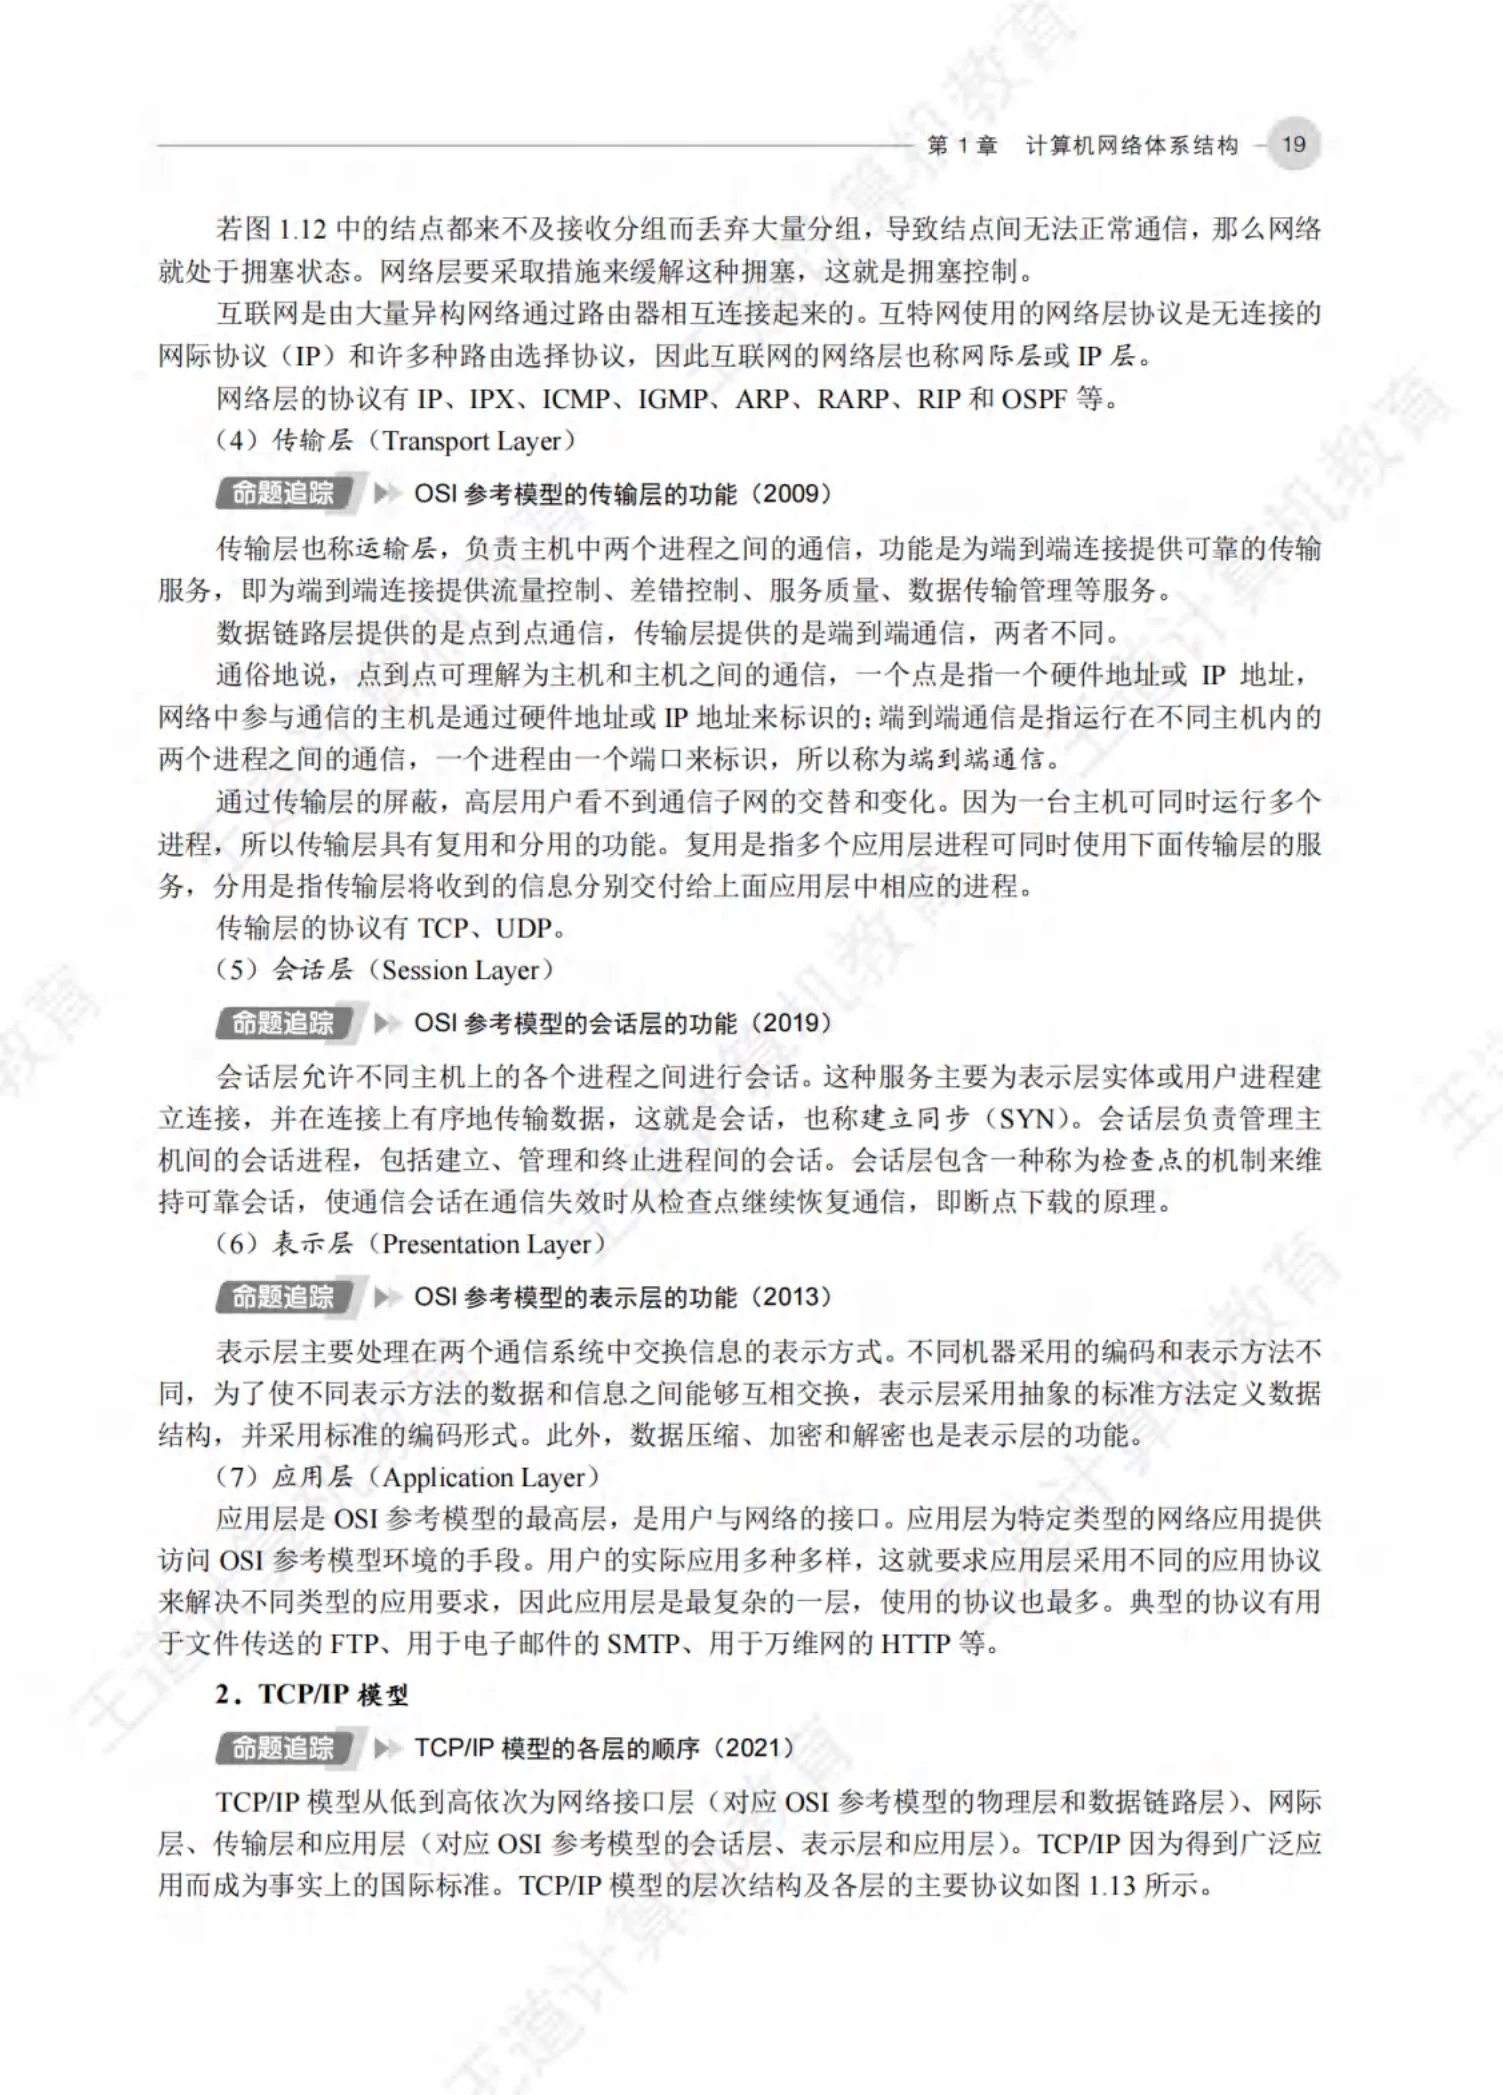 第 1 章　计算机网络体系结构　19
若图 1.12 中的结点都来不及接收分组而丢弃大量分组，导致结点间无法正常通信，那么网络
就处于拥塞状态。网络层要采取措施来缓解这种拥塞，这就是拥塞控制。
互联网是由大量异构网络通过路由器相互连接起来的。互特网使用的网络层协议是无连接的
网际协议（IP）和许多种路由选择协议，因此互联网的网络层也称网际层或 IP 层。
网络层的协议有 IP、IPX、ICMP、IGMP、ARP、RARP、RIP 和 OSPF 等。
（4）传输层（Transport Layer）
命题追踪 OSI 参考模型的传输层的功能（2009）
传输层也称运输层，负责主机中两个进程之间的通信，功能是为端到端连接提供可靠的传输
服务，即为端到端连接提供流量控制、差错控制、服务质量、数据传输管理等服务。
数据链路层提供的是点到点通信，传输层提供的是端到端通信，两者不同。
通俗地说，点到点可理解为主机和主机之间的通信，一个点是指一个硬件地址或 IP 地址，
网络中参与通信的主机是通过硬件地址或 IP 地址来标识的；端到端通信是指运行在不同主机内的
两个进程之间的通信，一个进程由一个端口来标识，所以称为端到端通信。
通过传输层的屏蔽，高层用户看不到通信子网的交替和变化。因为一台主机可同时运行多个
进程，所以传输层具有复用和分用的功能。复用是指多个应用层进程可同时使用下面传输层的服
务，分用是指传输层将收到的信息分别交付给上面应用层中相应的进程。
传输层的协议有 TCP、UDP。
（5）会话层（Session Layer）
命题追踪 OSI 参考模型的会话层的功能（2019）
会话层允许不同主机上的各个进程之间进行会话。这种服务主要为表示层实体或用户进程建
立连接，并在连接上有序地传输数据，这就是会话，也称建立同步（SYN）。会话层负责管理主
机间的会话进程，包括建立、管理和终止进程间的会话。会话层包含一种称为检查点的机制来维
持可靠会话，使通信会话在通信失效时从检查点继续恢复通信，即断点下载的原理。
（6）表示层（Presentation Layer）
命题追踪 OSI 参考模型的表示层的功能（2013）
表示层主要处理在两个通信系统中交换信息的表示方式。不同机器采用的编码和表示方法不
同，为了使不同表示方法的数据和信息之间能够互相交换，表示层采用抽象的标准方法定义数据
结构，并采用标准的编码形式。此外，数据压缩、加密和解密也是表示层的功能。
（7）应用层（Application Layer）
应用层是 OSI 参考模型的最高层，是用户与网络的接口。应用层为特定类型的网络应用提供
访问 OSI 参考模型环境的手段。用户的实际应用多种多样，这就要求应用层采用不同的应用协议
来解决不同类型的应用要求，因此应用层是最复杂的一层，使用的协议也最多。典型的协议有用
于文件传送的 FTP、用于电子邮件的 SMTP、用于万维网的 HTTP 等。
2．TCP/IP 模型
命题追踪 TCP/IP 模型的各层的顺序（2021）
TCP/IP 模型从低到高依次为网络接口层（对应 OSI 参考模型的物理层和数据链路层）、网际
层、传输层和应用层（对应 OSI 参考模型的会话层、表示层和应用层）。TCP/IP 因为得到广泛应
用而成为事实上的国际标准。TCP/IP 模型的层次结构及各层的主要协议如图 1.13 所示。
王道计算机教育